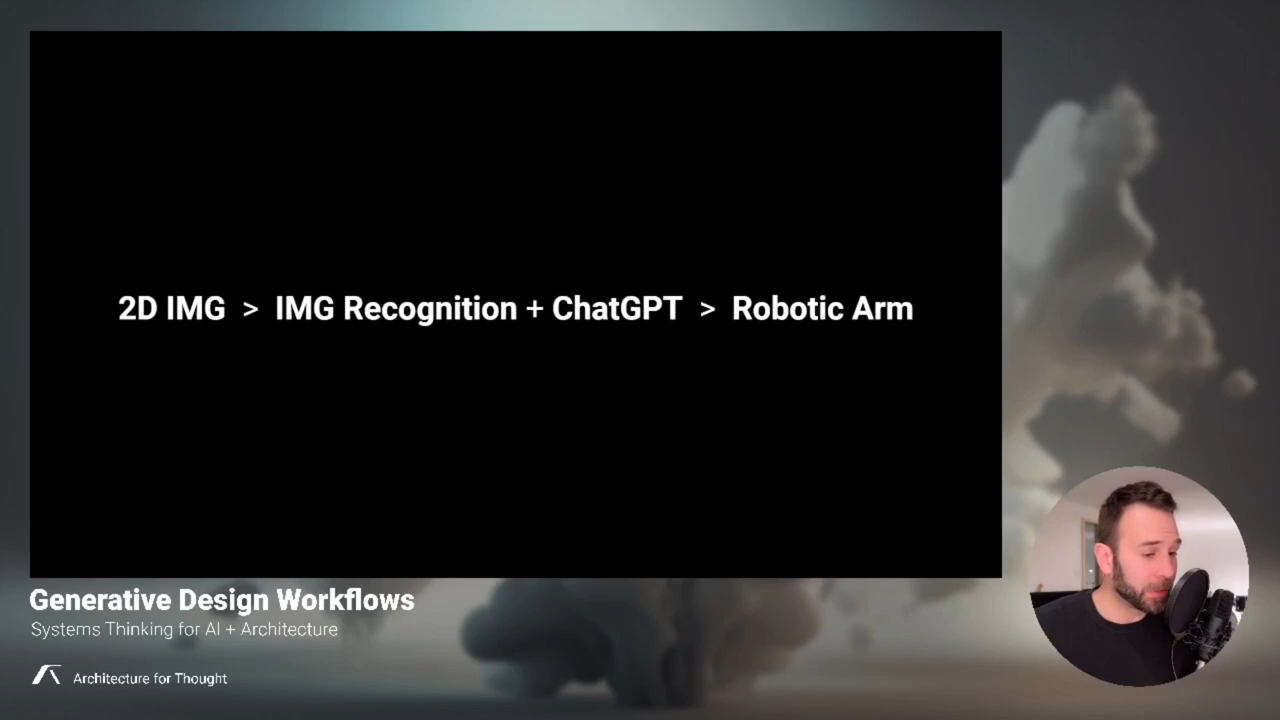 2D IMG > IMG Recognition + ChatGPT > Robotic Arm
Generative Design Workflows
Systems Thinking for AI + Architecture
Architecture for Thought